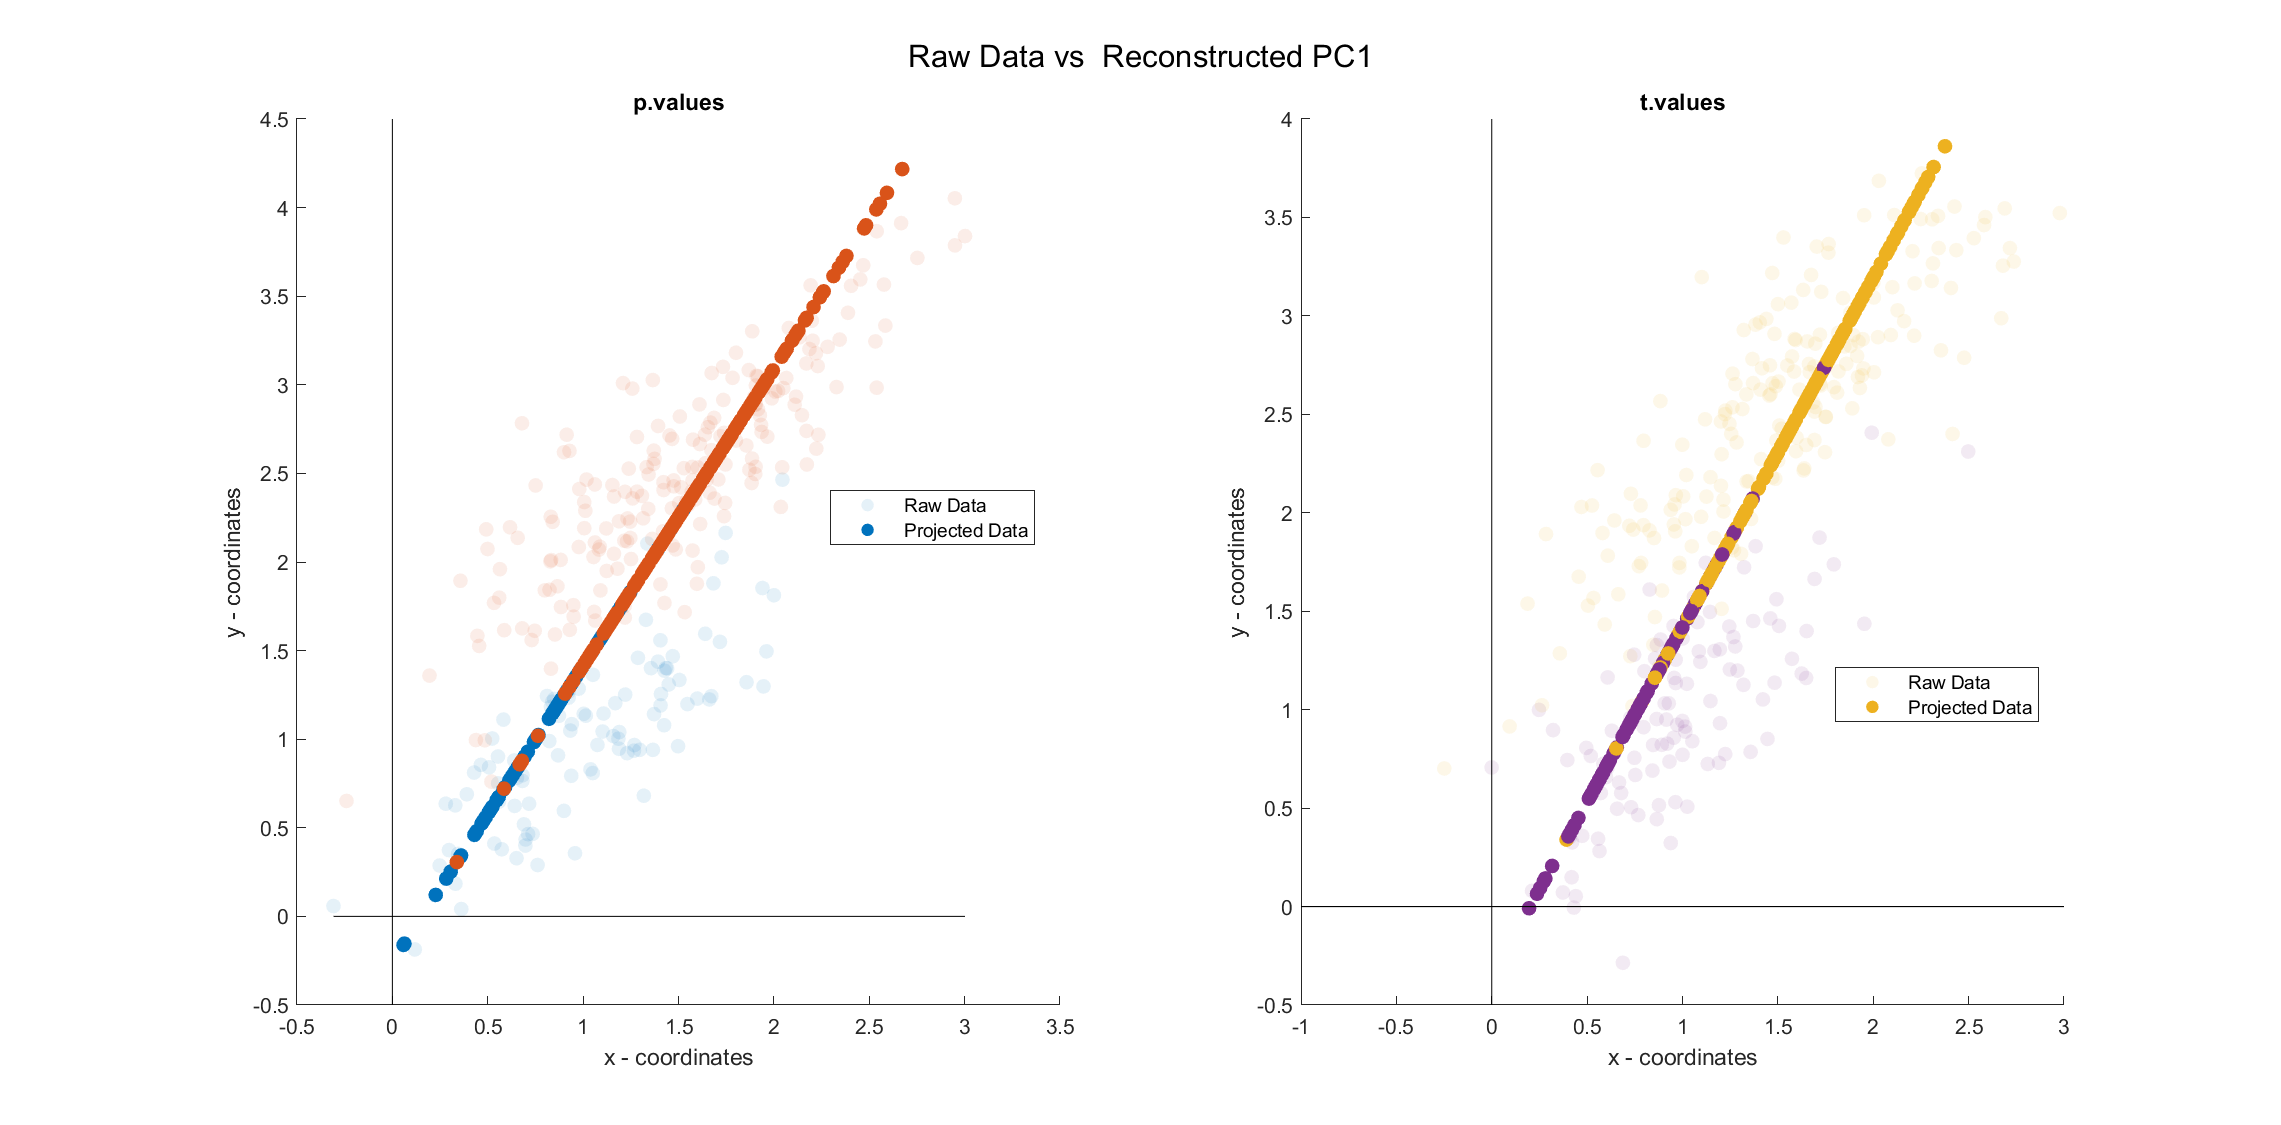 Raw Data vs  Reconstructed PC1
p.values
4.5
4
3.5
3
2.5
2
1.5
1
0.5
0
-0.5
y - coordinates
Raw Data
Projected Data
-0.5 0 0.5 1 1.5 2 2.5 3 3.5
x - coordinates
t.values
4
3.5
3
2.5
2
1.5
1
0.5
0
-0.5
y - coordinates
Raw Data
Projected Data
-1 -0.5 0 0.5 1 1.5 2 2.5 3
x - coordinates